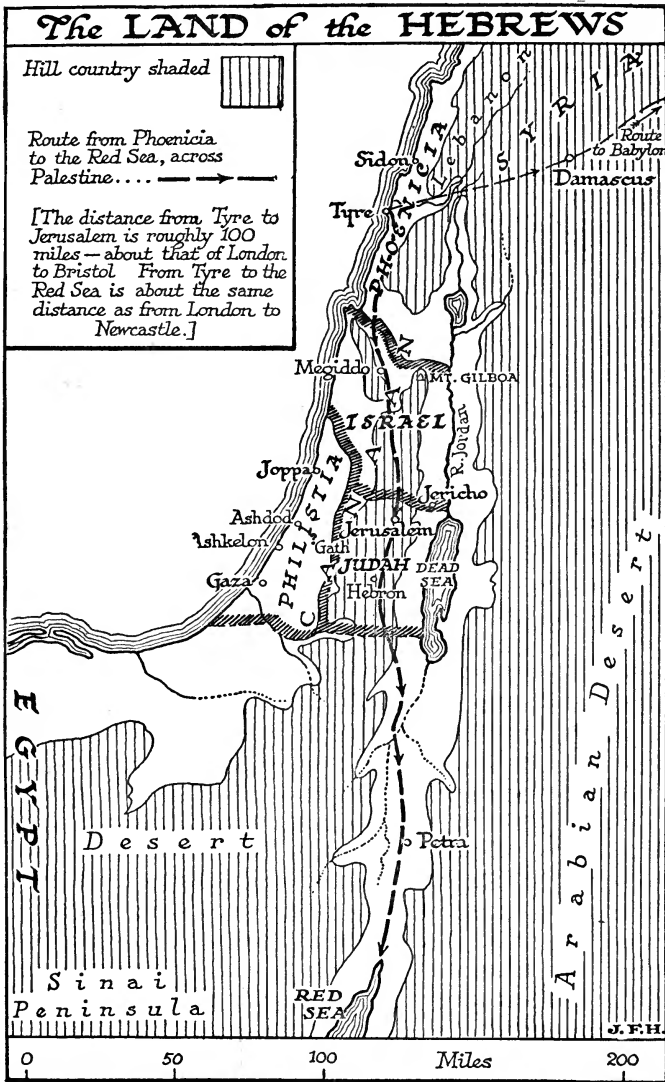 The LAND of the HEBREWS
Hill country shaded
Route from Phoenicia
to the Red Sea, across
Palestine....
[The distance from Tyre to
Jerusalem is roughly 100
miles — about that of London
to Bristol From Tyre to the
Red Sea is about the same
distance as from London to
Newcastle.]
SYRIA
Lebanon
Route
to Babylon
Sidon
Damascus
PHOENICIA
Tyre
CANAAN
Megiddo
MT. GILBOA
ISRAEL
R. Jordan
Joppa
PHILISTIA
Jericho
Ashdod
Jerusalem
Ashkelon
Gath
JUDAH
DEAD
SEA
Gaza
Hebron
EGYPT
Arabian Desert
Desert
Petra
Sinai
Peninsula
RED
SEA
J.F.H.
0 50 100 Miles 200